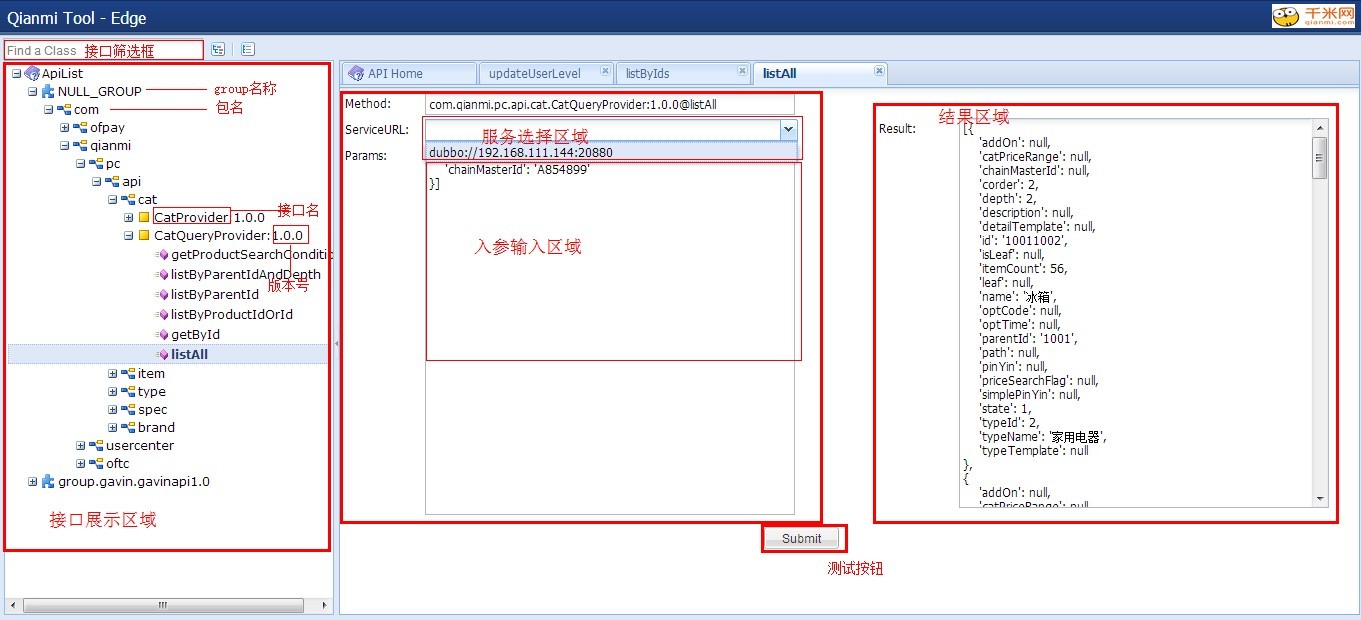 Qianmi Tool - Edge
千米网
qianmi.com
Find a Class 接口筛选框
ApiList
NULL_GROUP group名称
com 包名
ofpay
qianmi
pc
api
cat
CatProvider 1.0.0 接口名
CatQueryProvider:1.0.0
getProductSearchConditio
listByParentIdAndDepth
版本号
listByParentId
listByProductIdOrId
getById
listAll
item
type
spec
brand
usercenter
oftc
group.gavin.gavinapi1.0
接口展示区域
API Home updateUserLevel listByIds listAll
Method: com.qianmi.pc.api.cat.CatQueryProvider:1.0.0@listAll
ServiceURL: 服务选择区域
dubbo://192.168.111.144:20880
Params:
'chainMasterId': 'A854899'
}]
入参输入区域
Submit
测试按钮
结果区域
Result: [{
'addOn': null,
'catPriceRange': null,
'chainMasterId': null,
'corder': 2,
'depth': 2,
'description': null,
'detailTemplate': null,
'id': '10011002',
'isLeaf': null,
'itemCount': 56,
'leaf': null,
'name': '冰箱',
'optCode': null,
'optTime': null,
'parentId': '1001',
'path': null,
'pinYin': null,
'priceSearchFlag': null,
'simplePinYin': null,
'state': 1,
'typeId': 2,
'typeName': '家用电器',
'typeTemplate': null
},
{
'addOn': null,
'catPriceRange': null